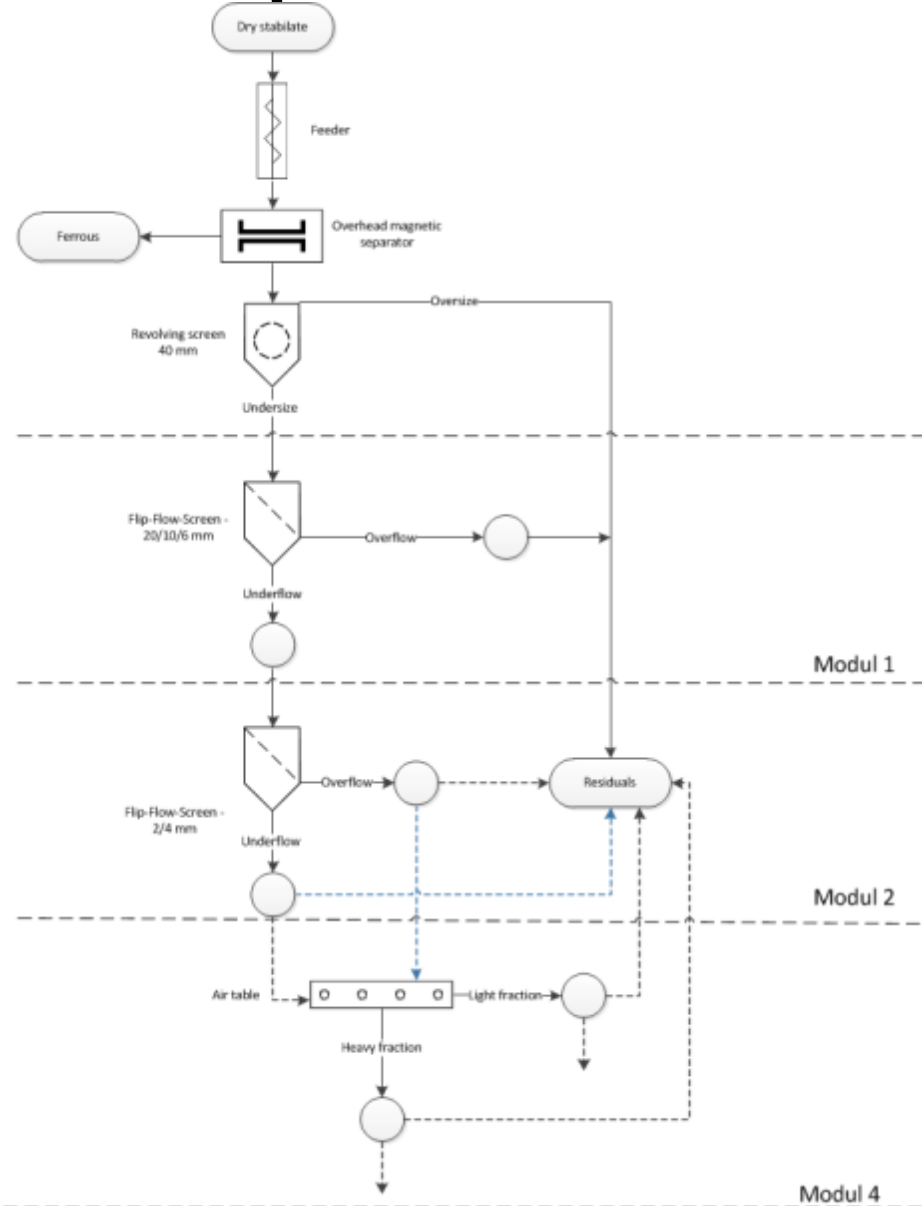 Dry stabilate
Feeder
Ferrous
Overhead magnetic
separator
Oversize
Revolving screen
40 mm
Undersize
Flip-Flow-Screen -
20/10/6 mm
Overflow
Underflow
Modul 1
Overflow
Residuals
Flip-Flow-Screen -
2/4 mm
Underflow
Modul 2
Air table
Light fraction
Heavy fraction
Modul 4